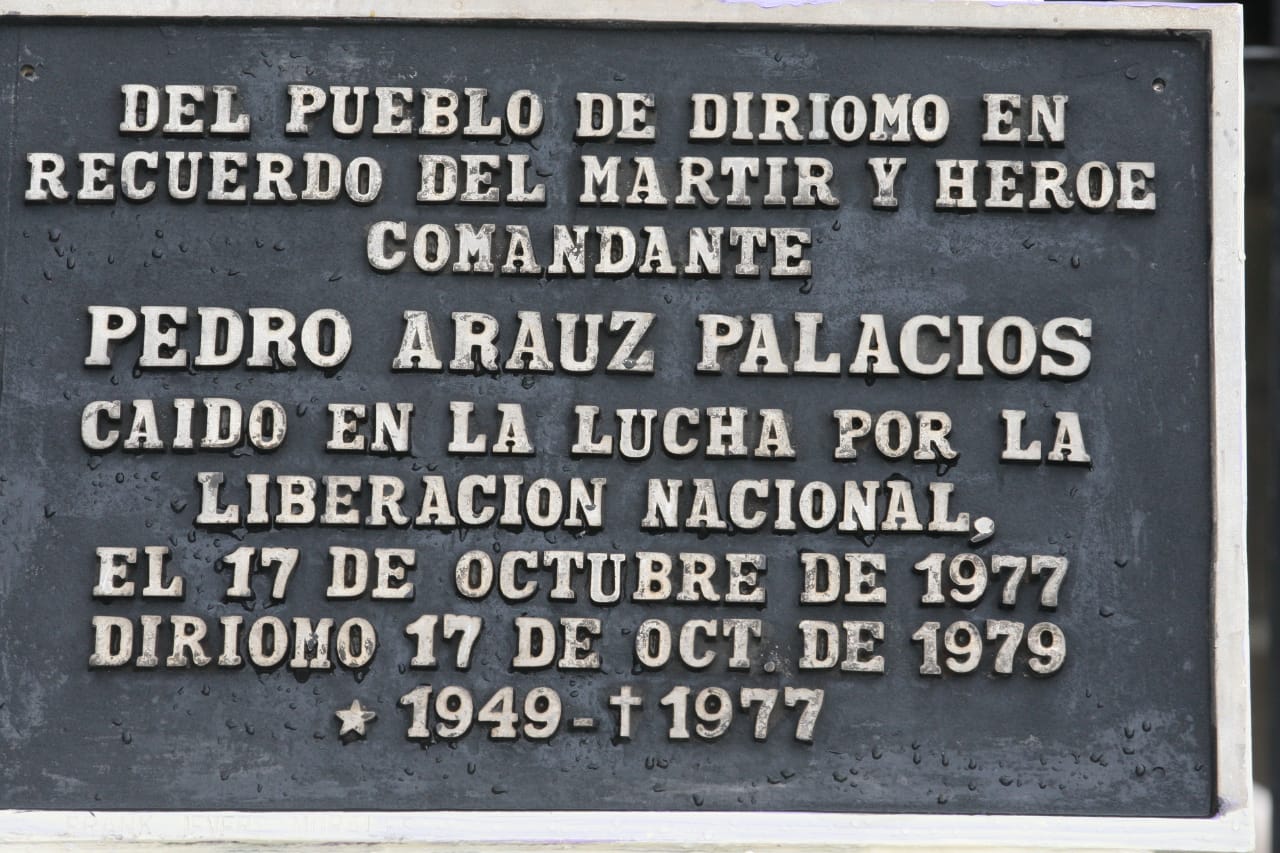 DEL PUEBLO DE DIRIOMO EN
RECUERDO DEL MARTIR Y HEROE
COMANDANTE
PEDRO ARAUZ PALACIOS
CAIDO EN LA LUCHA POR LA
LIBERACION NACIONAL,
EL 17 DE OCTUBRE DE 1977
DIRIOMO 17 DE OCT. DE 1979
★ 1949-✝1977